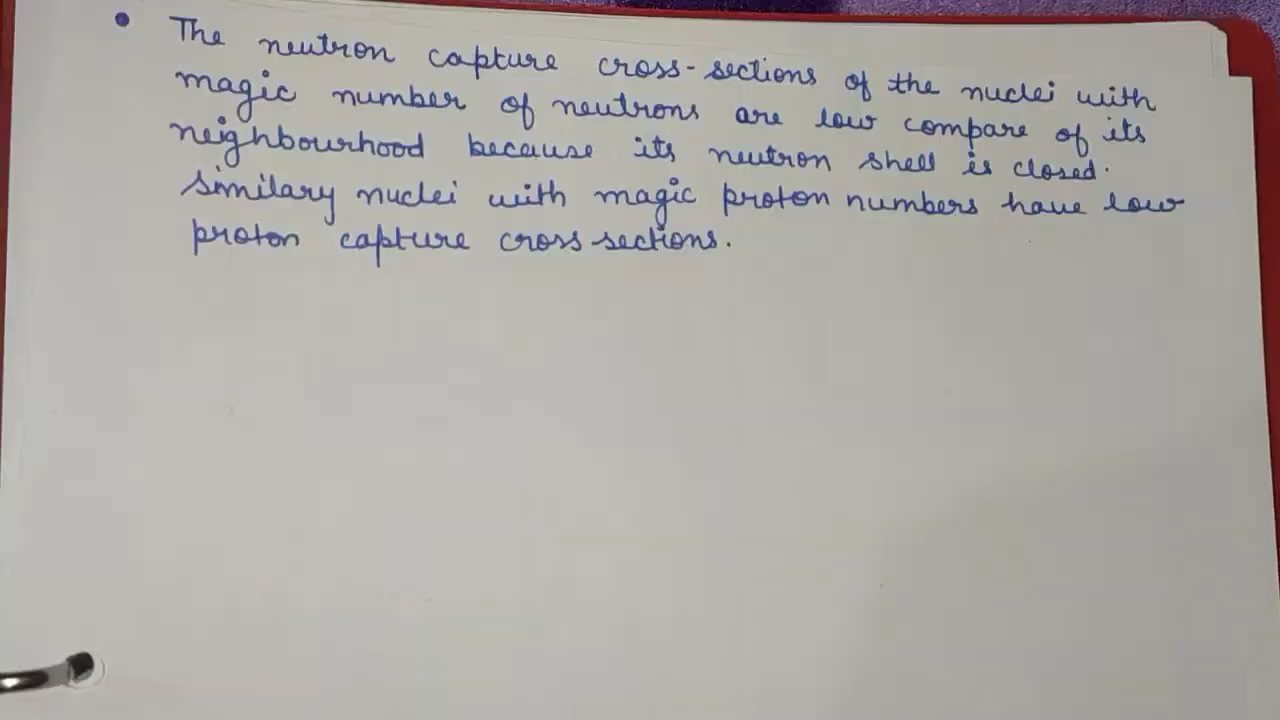 • The neutron capture cross-sections of the nuclei with
magic number of neutrons are low compare of its
neighbourhood because its neutron shell is closed.
similary nuclei with magic proton numbers have low
proton capture cross sections.